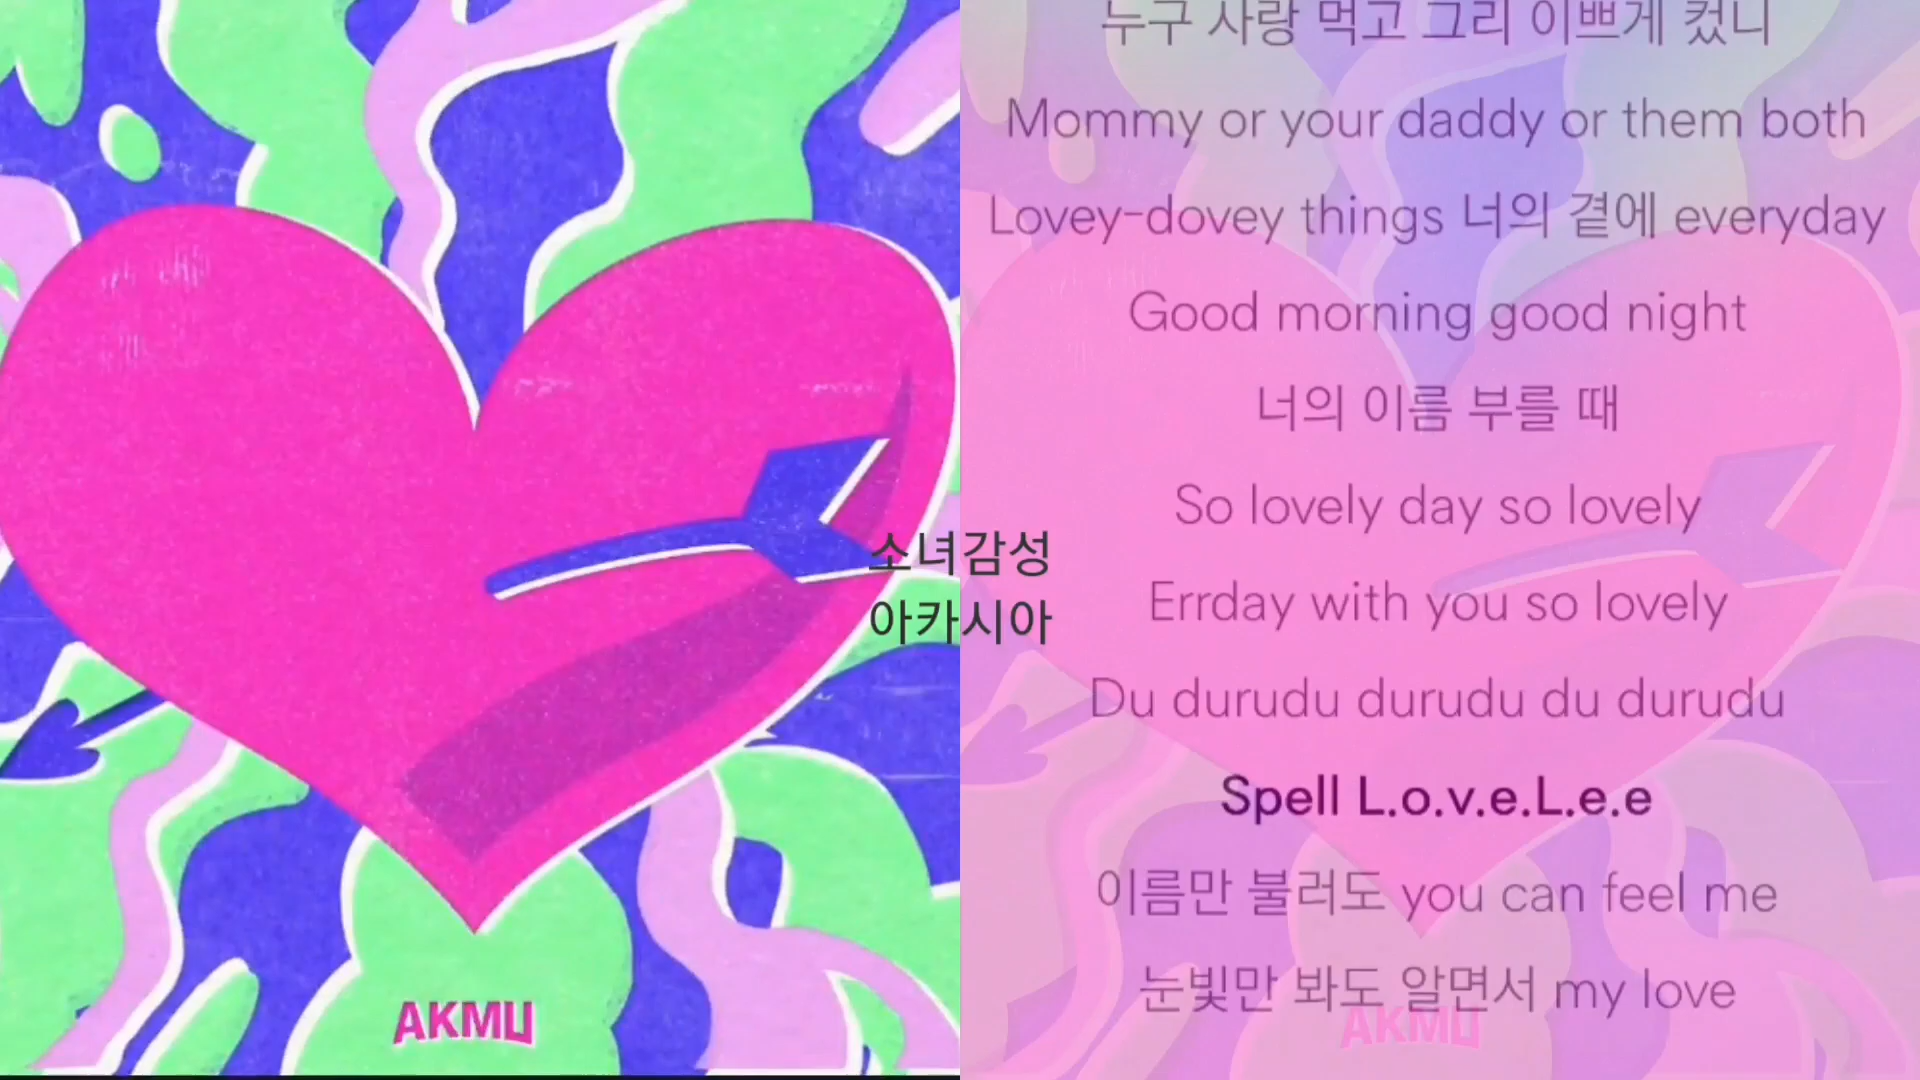 AKMU
소녀감성
아카시아
누구 사랑 먹고 그리 이쁘게 컸니
Mommy or your daddy or them both
Lovey-dovey things 너의 곁에 everyday
Good morning good night
너의 이름 부를 때
So lovely day so lovely
Errday with you so lovely
Du durudu durudu du durudu
Spell L.o.v.e.L.e.e
이름만 불러도 you can feel me
눈빛만 봐도 알면서 my love
AKMU